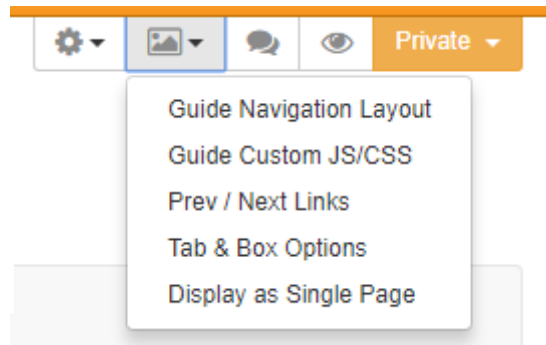 Private
Guide Navigation Layout
Guide Custom JS/CSS
Prev / Next Links
Tab & Box Options
Display as Single Page